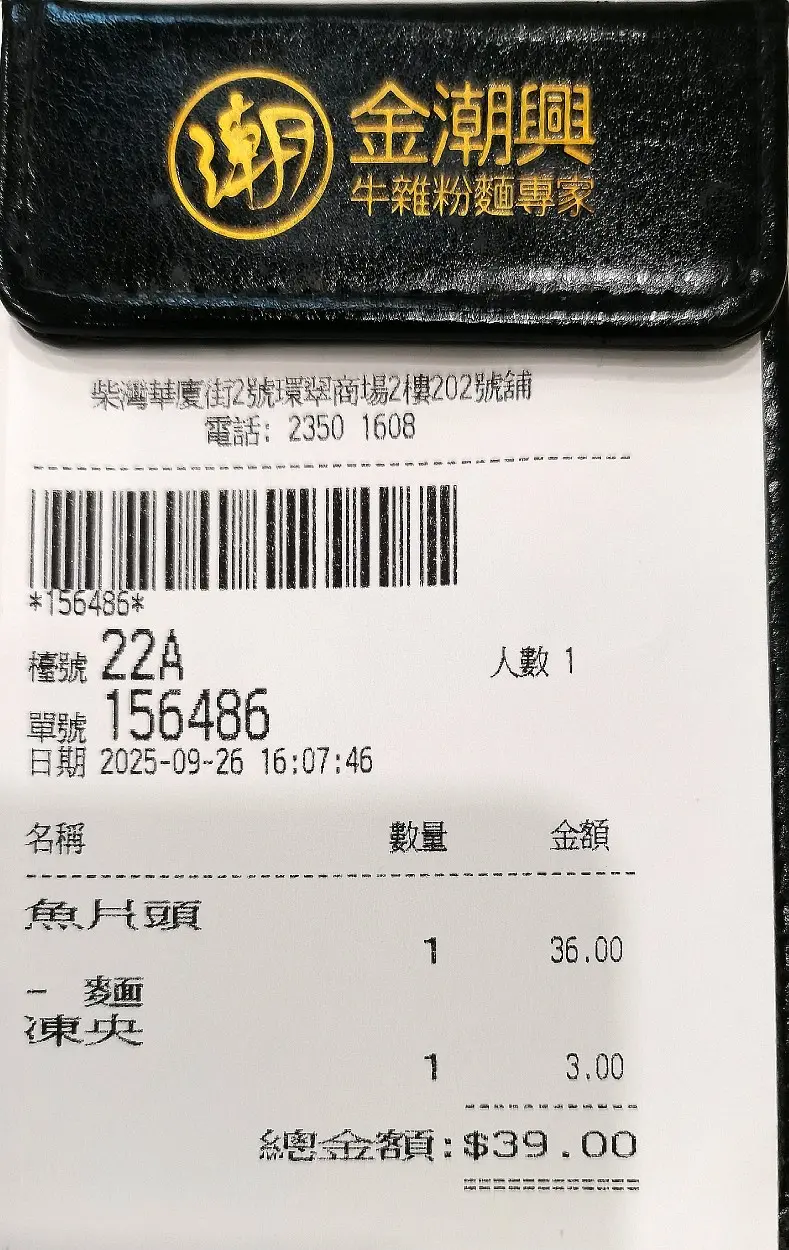 潮
金潮興
牛雜粉麵專家
柴灣華廈街2號環翠商場2樓202號舖
電話: 2350 1608
*156486*
檯號 22A 人數 1
單號 156486
日期 2025-09-26 16:07:46
名稱 數量 金額
魚片頭
1 36.00
- 麵
凍央
1 3.00
總金額:$39.00